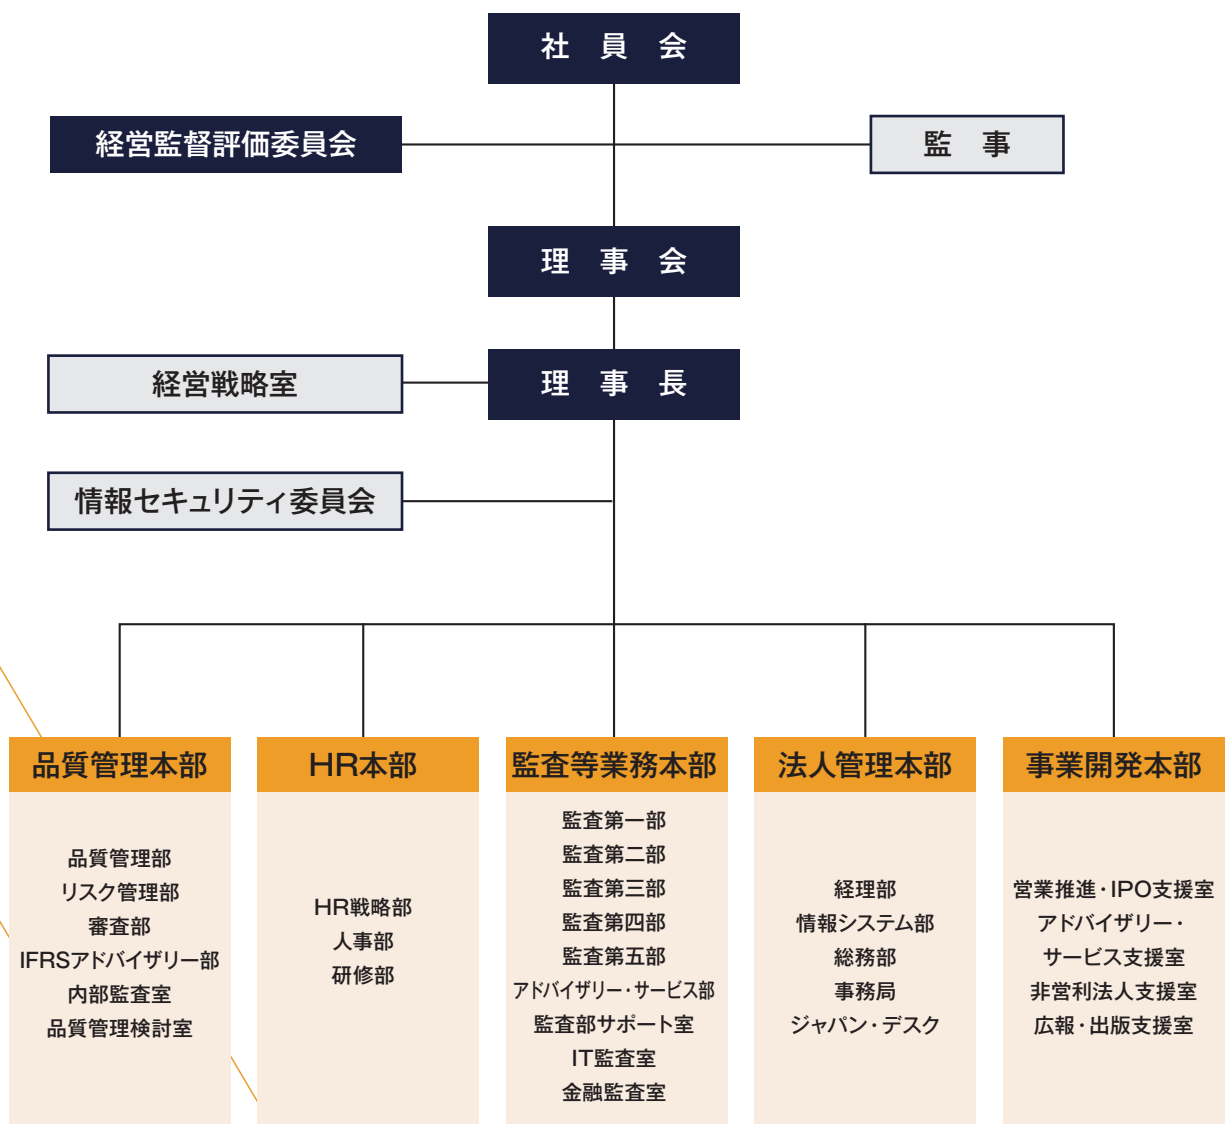 社員会
経営監督評価委員会
監事
理事会
経営戦略室
理事長
情報セキュリティ委員会
品質管理本部
品質管理部
リスク管理部
審査部
IFRSアドバイザリー部
内部監査室
品質管理検討室
HR本部
HR戦略部
人事部
研修部
監査等業務本部
監査第一部
監査第二部
監査第三部
監査第四部
監査第五部
アドバイザリー・サービス部
監査部サポート室
IT監査室
金融監査室
法人管理本部
経理部
情報システム部
総務部
事務局
ジャパン・デスク
事業開発本部
営業推進・IPO支援室
アドバイザリー・
サービス支援室
非営利法人支援室
広報・出版支援室